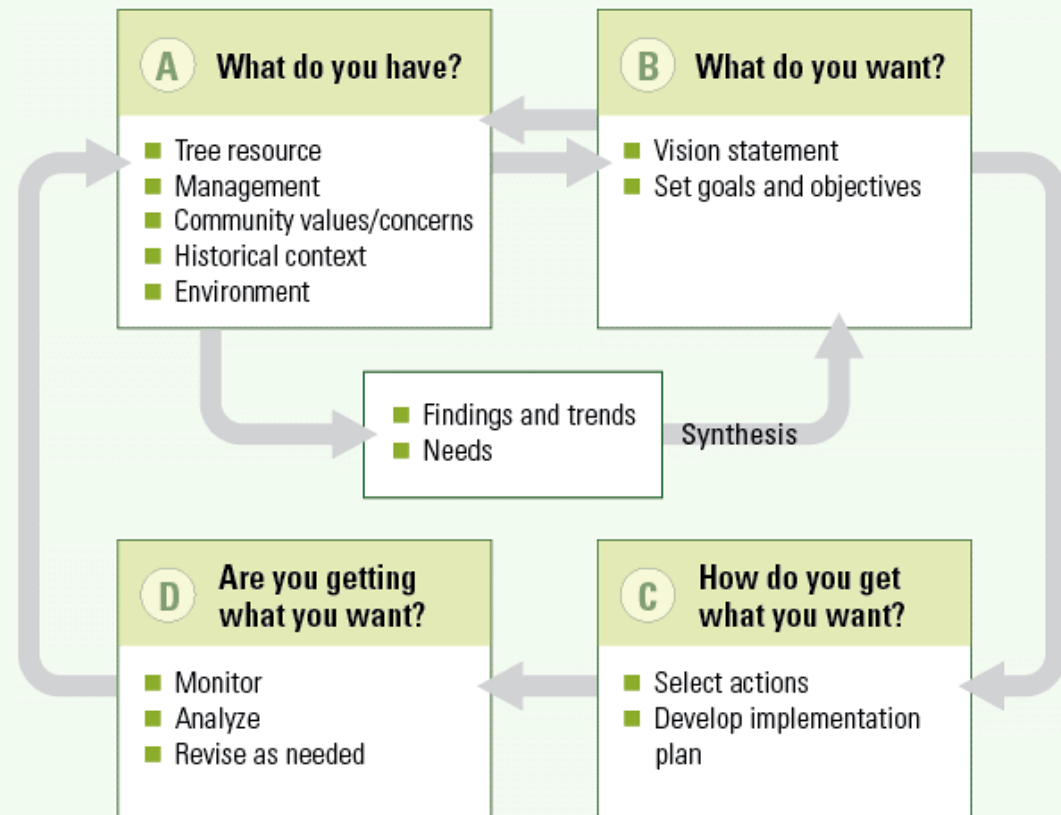 A What do you have?
Tree resource
Management
Community values/concerns
Historical context
Environment
B What do you want?
Vision statement
Set goals and objectives
Findings and trends
Needs
Synthesis
D Are you getting
what you want?
Monitor
Analyze
Revise as needed
C How do you get
what you want?
Select actions
Develop implementation
plan